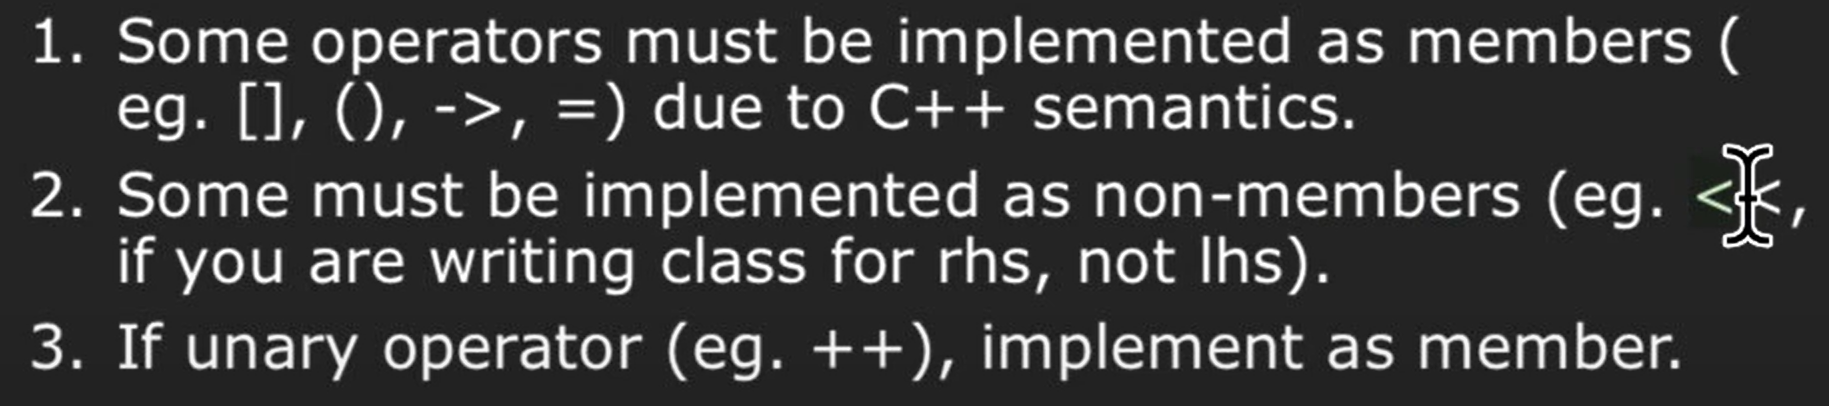 1. Some operators must be implemented as members (
eg. [], (), ->, =) due to C++ semantics.
2. Some must be implemented as non-members (eg. <<,
if you are writing class for rhs, not lhs).
3. If unary operator (eg. ++), implement as member.